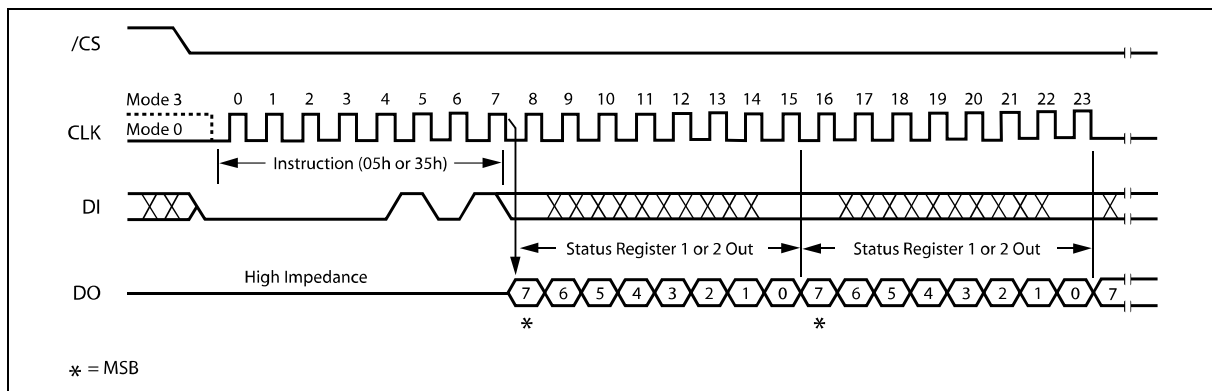 /CS
Mode 3
0 1 2 3 4 5 6 7 8 9 10 11 12 13 14 15 16 17 18 19 20 21 22 23
CLK
Mode 0
Instruction (05h or 35h)
DI
Status Register 1 or 2 Out
Status Register 1 or 2 Out
High Impedance
DO
7 6 5 4 3 2 1 0 7 6 5 4 3 2 1 0 7
* *
* = MSB